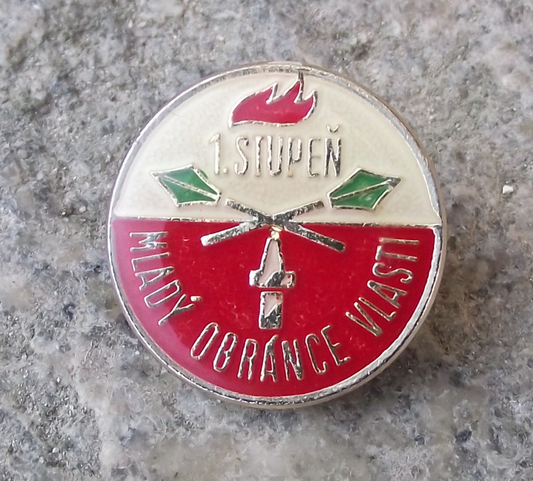 1. STUPEŇ
MLADÝ OBRÁNCE VLASTI